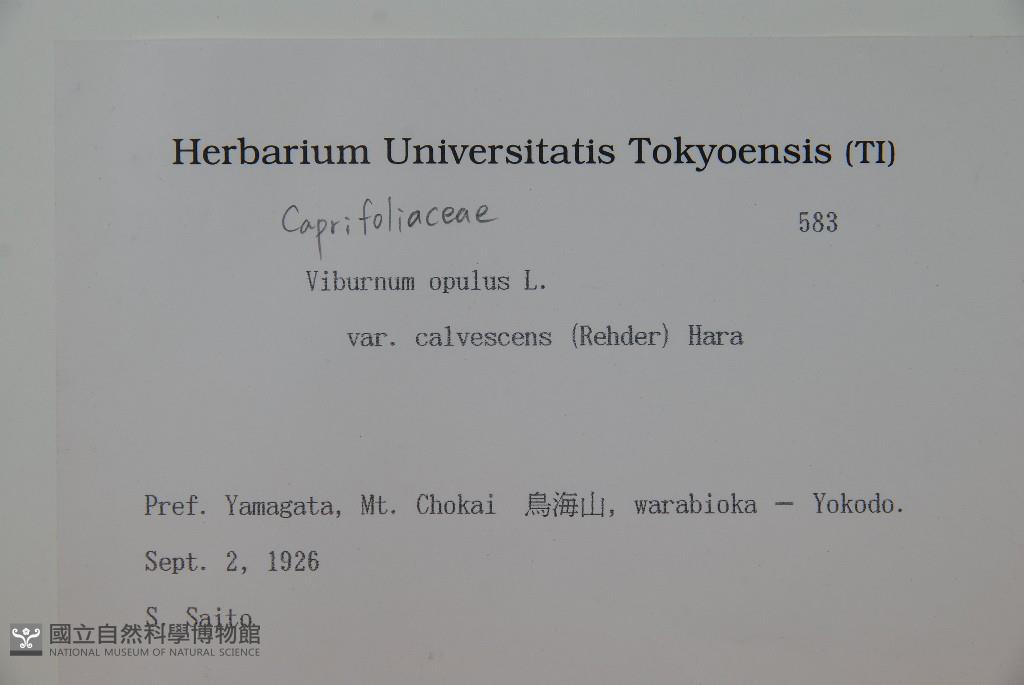 Herbarium Universitatis Tokyoensis (TI)
Caprifoliaceae 583
Viburnum opulus L.
var. calvescens (Rehder) Hara
Pref. Yamagata, Mt. Chokai 鳥海山, warabioka — Yokodo.
Sept. 2, 1926
S. Saito
國立自然科學博物館
NATIONAL MUSEUM OF NATURAL SCIENCE